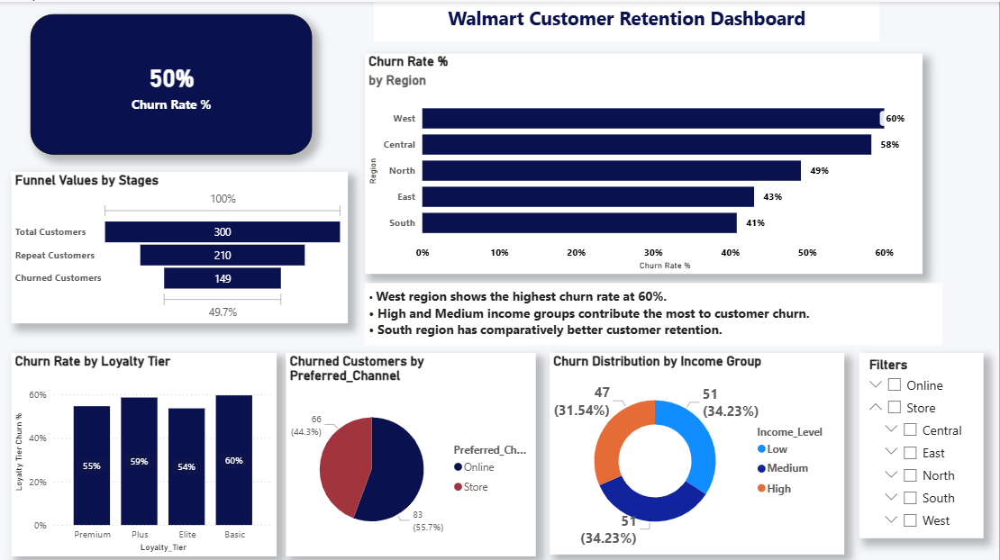 Walmart Customer Retention Dashboard
50%
Churn Rate %
Churn Rate %
by Region
Region
West
60%
Central
58%
North
49%
East
43%
South
41%
0%
10%
20%
30%
40%
50%
60%
Churn Rate %
Funnel Values by Stages
100%
Total Customers
300
Repeat Customers
210
Churned Customers
149
49.7%
• West region shows the highest churn rate at 60%.
• High and Medium income groups contribute the most to customer churn.
• South region has comparatively better customer retention.
Churn Rate by Loyalty Tier
Loyalty Tier Churn %
60%
40%
20%
0%
55%
59%
54%
60%
Premium
Plus
Elite
Basic
Loyalty_Tier
Churned Customers by
Preferred_Channel
66
(44.3%)
83
(55.7%)
Preferred_Ch...
Online
Store
Churn Distribution by Income Group
47
(31.54%)
51
(34.23%)
51
(34.23%)
Income_Level
Low
Medium
High
Filters
Online
Store
Central
East
North
South
West